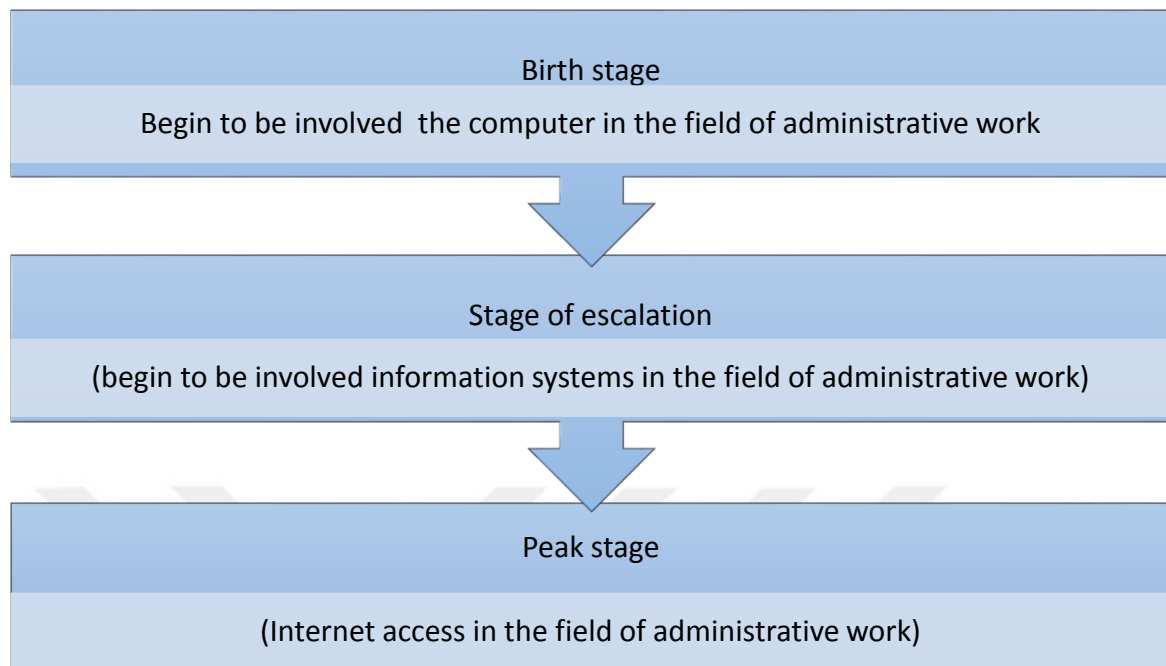 Birth stage
Begin to be involved  the computer in the field of administrative work
Stage of escalation
(begin to be involved information systems in the field of administrative work)
Peak stage
(Internet access in the field of administrative work)